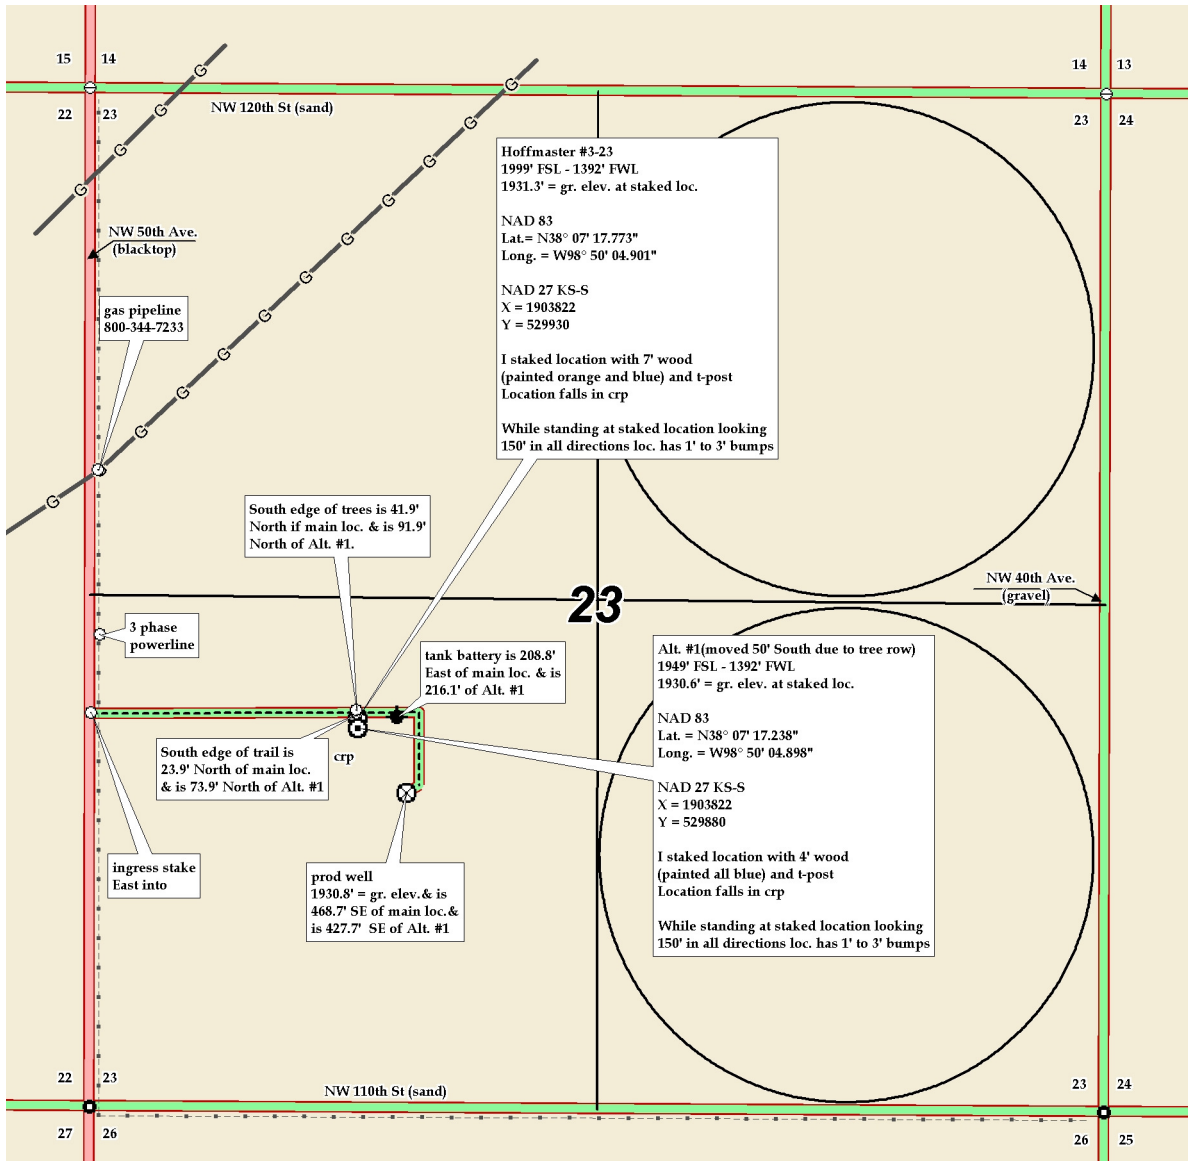 15 14
14 13
G
G
NW 120th St (sand)
22 23
23 24
G
G
G
G
G
G
Hoffmaster #3-23
1999' FSL - 1392' FWL
1931.3' = gr. elev. at staked loc.
NAD 83
Lat.= N38° 07' 17.773"
Long. = W98° 50' 04.901"
NAD 27 KS-S
X = 1903822
Y = 529930
I staked location with 7' wood
(painted orange and blue) and t-post
Location falls in crp
While standing at staked location looking
150' in all directions loc. has 1' to 3' bumps
G
G
NW 50th Ave.
(blacktop)
G
G
G
G
G
G
gas pipeline
800-344-7233
South edge of trees is 41.9'
North if main loc. & is 91.9'
North of Alt. #1.
23
NW 40th Ave.
(gravel)
3 phase
powerline
tank battery is 208.8'
East of main loc. & is
216.1' of Alt. #1
Alt. #1(moved 50' South due to tree row)
1949' FSL - 1392' FWL
1930.6' = gr. elev. at staked loc.
NAD 83
Lat. = N38° 07' 17.238"
Long. = W98° 50' 04.898"
NAD 27 KS-S
X = 1903822
Y = 529880
I staked location with 4' wood
(painted all blue) and t-post
Location falls in crp
While standing at staked location looking
150' in all directions loc. has 1' to 3' bumps
South edge of trail is
23.9' North of main loc.
& is 73.9' North of Alt. #1
crp
ingress stake
East into
prod well
1930.8' = gr. elev.& is
468.7' SE of main loc.&
is 427.7' SE of Alt. #1
22 23
NW 110th St (sand)
23 24
27 26
26 25